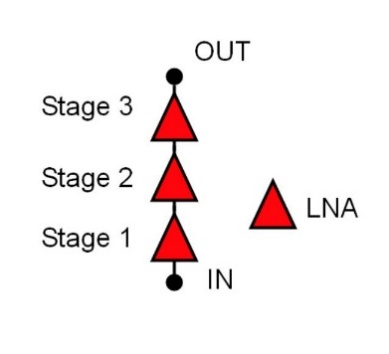 OUT
Stage 3
Stage 2
LNA
Stage 1
IN